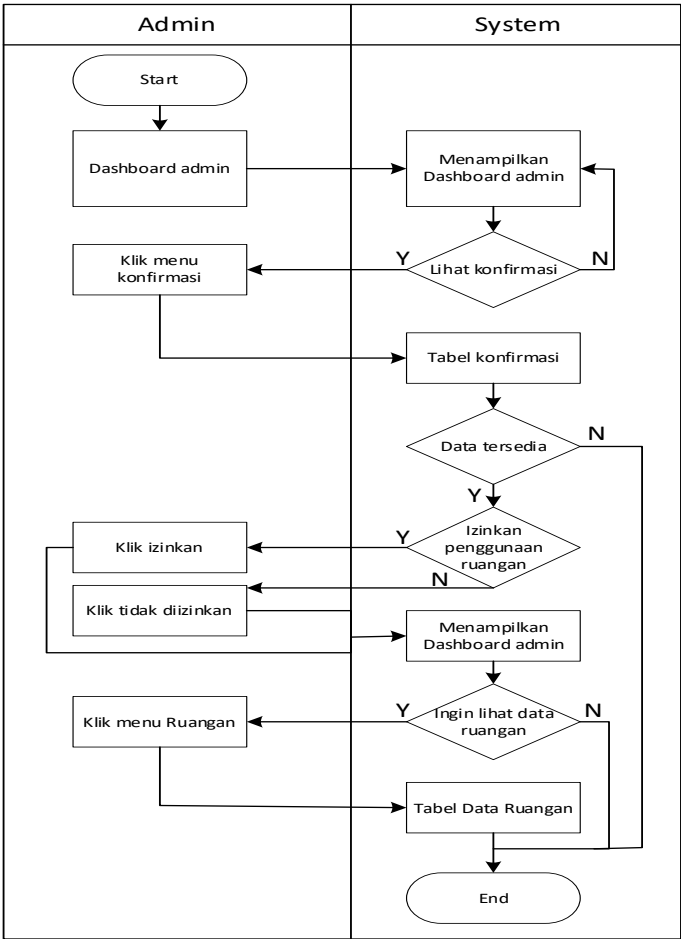 Admin
System
Start
Dashboard admin
Menampilkan
Dashboard admin
Klik menu
konfirmasi
Y
Lihat konfirmasi
N
Tabel konfirmasi
Data tersedia
N
Y
Klik izinkan
Y
Izinkan
penggunaan
ruangan
N
Klik tidak diizinkan
Menampilkan
Dashboard admin
Klik menu Ruangan
Y
Ingin lihat data
ruangan
N
Tabel Data Ruangan
End